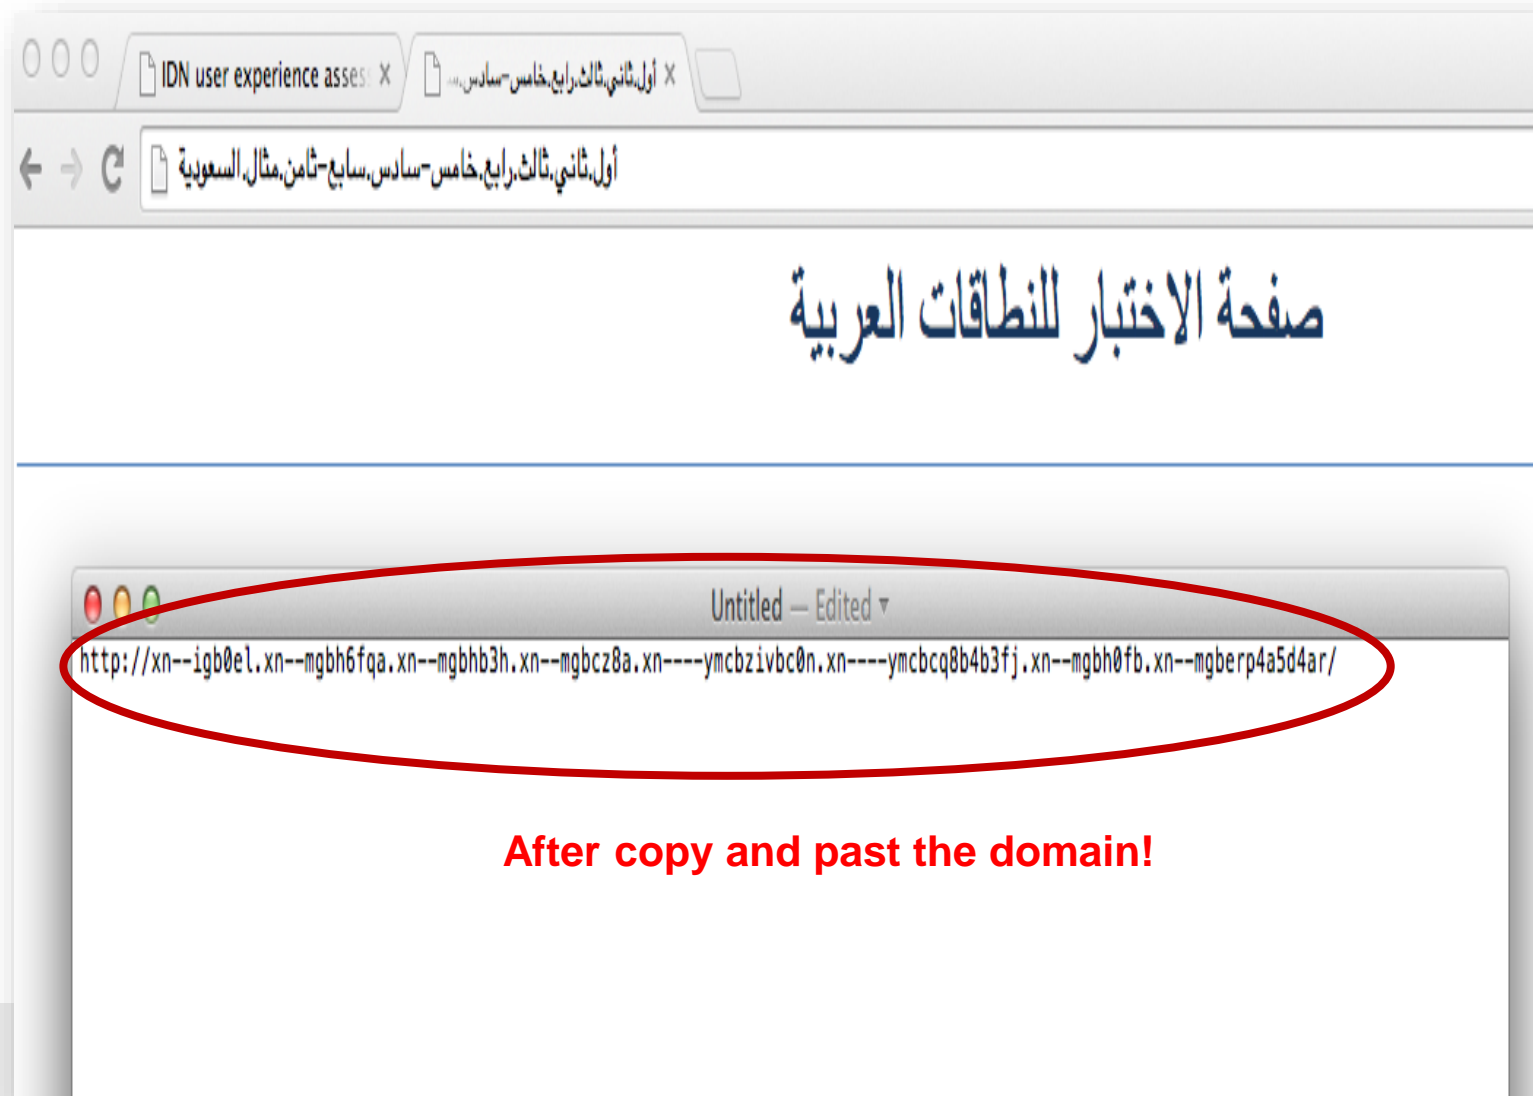 IDN user experience asses
أول.ثاني.ثالث.رابع.خامس-سادس.س...
أول.ثاني.ثالث.رابع.خامس-سادس.سابع-ثامن.مثال.السعودية
صفحة الاختبار للنطاقات العربية
Untitled — Edited
http://xn--igb0el.xn--mgbh6fqa.xn--mgbhb3h.xn--mgbcz8a.xn----ymcbzivbc0n.xn----ymcbcq8b4b3fj.xn--mgbh0fb.xn--mgberp4a5d4ar/
After copy and past the domain!